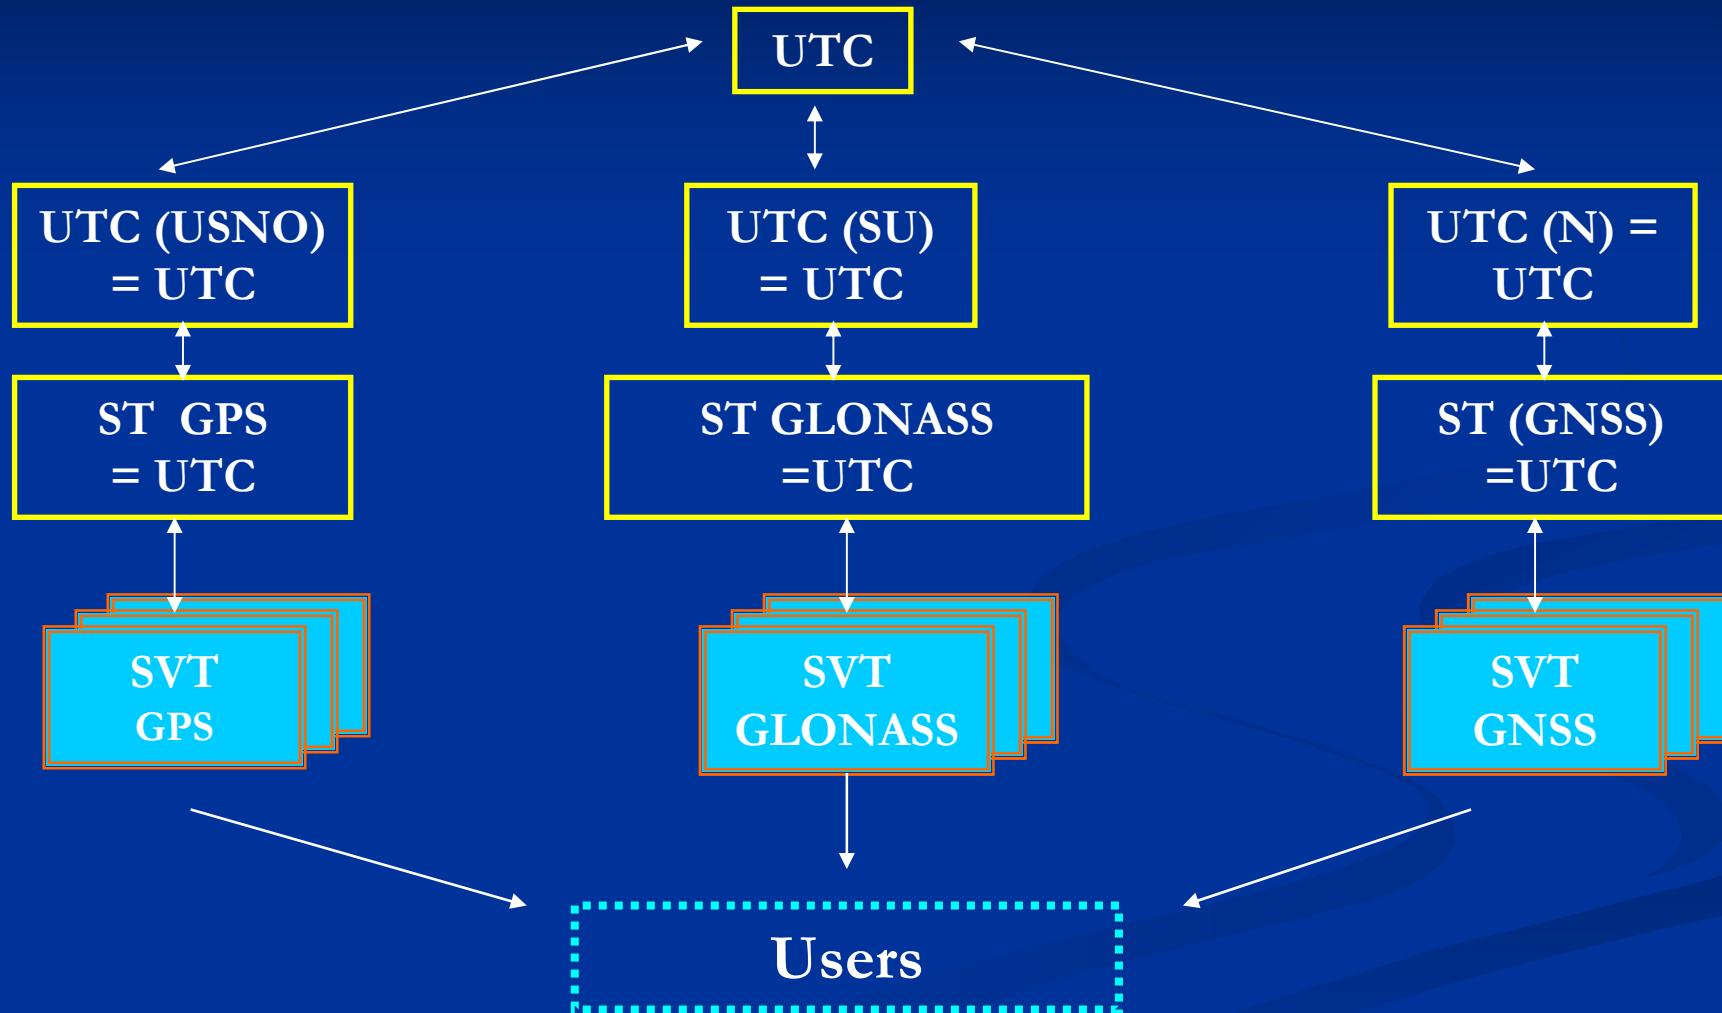 UTC
UTC (USNO)
= UTC
UTC (SU)
= UTC
UTC (N) =
UTC
ST GPS
= UTC
ST GLONASS
=UTC
ST (GNSS)
=UTC
SVT
GPS
SVT
GLONASS
SVT
GNSS
Users